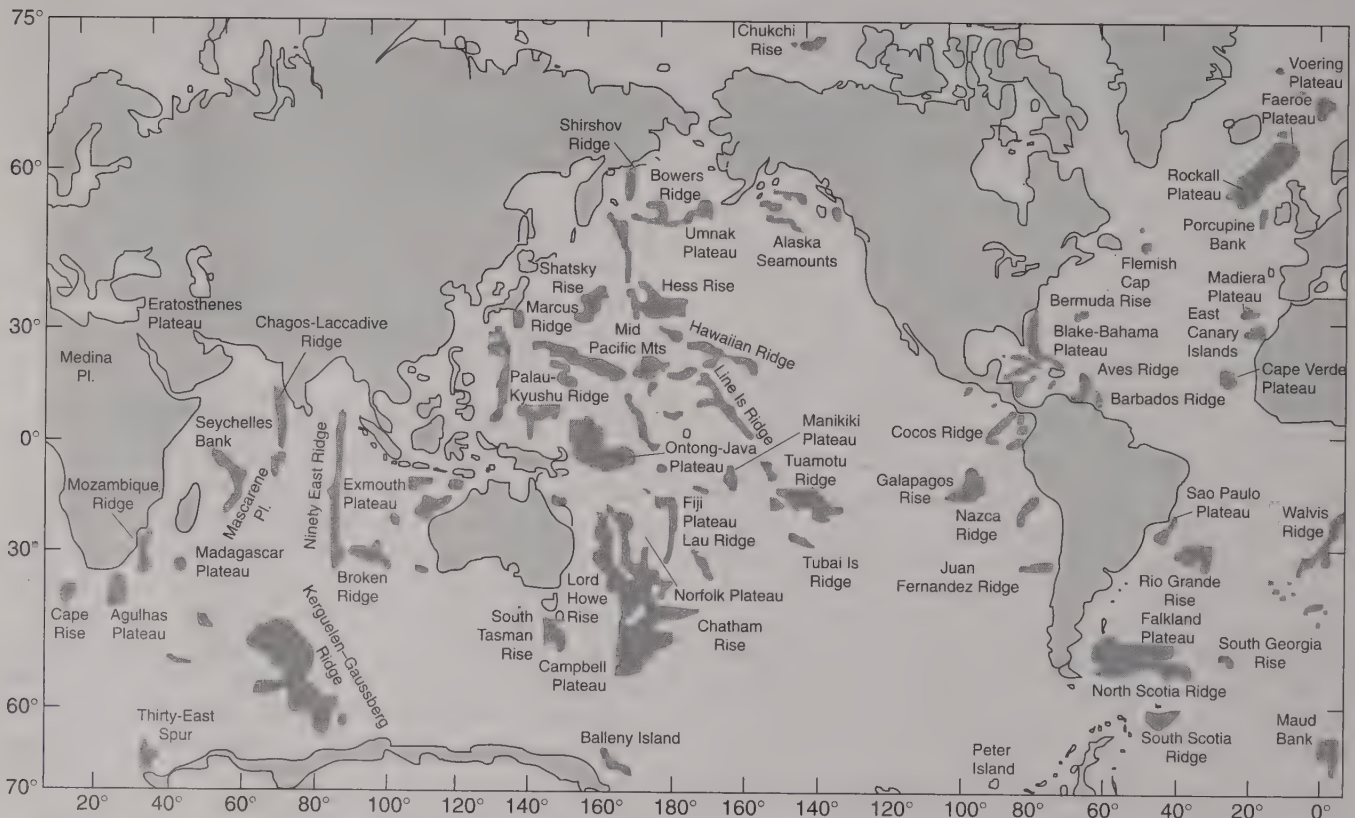 75°
Chukchi
Rise
Voering
Plateau
Faeroe
Plateau
Shirshov
Ridge
60°
Bowers
Ridge
Rockall
Plateau
Umnak
Plateau
Alaska
Seamounts
Porcupine
Bank
Flemish
Cap
Madiera
Plateau
Shatsky
Rise
Hess Rise
Bermuda Rise
East
Canary
Islands
Eratosthenes
Plateau
Marcus
Ridge
30°
Chagos-Laccadive
Ridge
Mid
Pacific Mts
Hawaiian Ridge
Blake-Bahama
Plateau
Medina
Pl.
Aves Ridge
Cape Verde
Plateau
Palau-
Kyushu Ridge
Line Is Ridge
Barbados Ridge
Seychelles
Bank
Manikiki
Plateau
0°
Cocos Ridge
Ontong-Java
Plateau
Tuamotu
Ridge
Mozambique
Ridge
Mascarene
Pl.
Ninety East Ridge
Exmouth
Plateau
Galapagos
Rise
Sao Paulo
Plateau
Fiji
Plateau
Lau Ridge
Nazca
Ridge
Walvis
Ridge
30°
Madagascar
Plateau
Broken
Ridge
Tubai Is
Ridge
Juan
Fernandez Ridge
Lord
Howe
Rise
Norfolk Plateau
Rio Grande
Rise
Cape
Rise
Agulhas
Plateau
Kerguelen–Gaussberg
Ridge
South
Tasman
Rise
Chatham
Rise
Falkland
Plateau
Campbell
Plateau
South Georgia
Rise
North Scotia Ridge
60°
Thirty-East
Spur
Balleny Island
Peter
Island
South Scotia
Ridge
Maud
Bank
70°
20° 40° 60° 80° 100° 120° 140° 160° 180° 160° 140° 120° 100° 80° 60° 40° 20° 0°